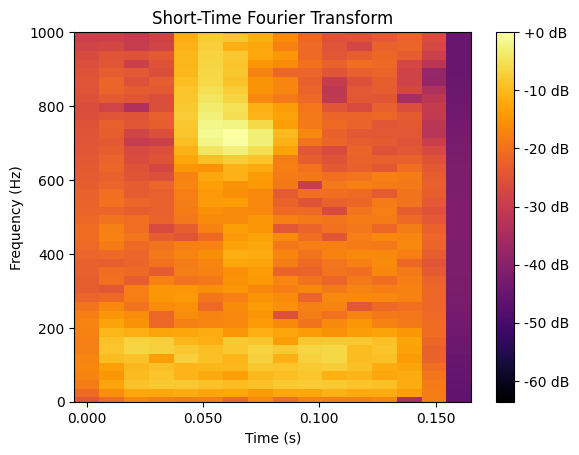 Short-Time Fourier Transform
1000
800
600
400
200
0
Frequency (Hz)
0.000
0.050
0.100
0.150
Time (s)
+0 dB
-10 dB
-20 dB
-30 dB
-40 dB
-50 dB
-60 dB